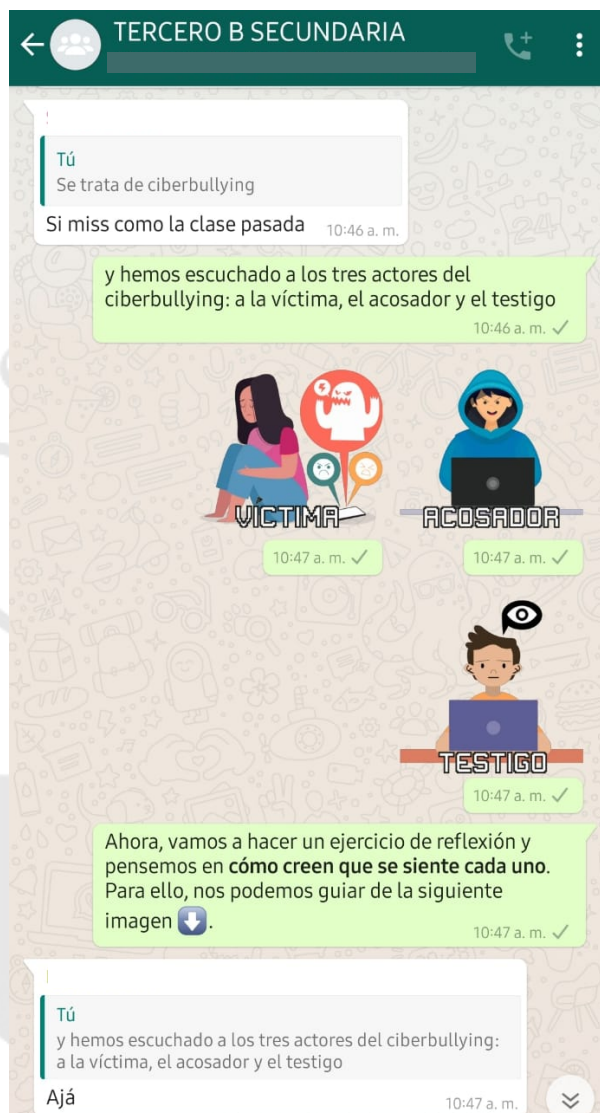 TERCERO B SECUNDARIA
Tú
Se trata de ciberbullying
Si miss como la clase pasada
10:46 a. m.
y hemos escuchado a los tres actores del
ciberbullying: a la víctima, el acosador y el testigo
10:46 a. m.
VÍCTIMA
ACOSADOR
10:47 a. m.
10:47 a. m.
TESTIGO
10:47 a. m.
Ahora, vamos a hacer un ejercicio de reflexión y
pensemos en cómo creen que se siente cada uno.
Para ello, nos podemos guiar de la siguiente
imagen ⬇️.
10:47 a. m.
Tú
y hemos escuchado a los tres actores del ciberbullying:
a la víctima, el acosador y el testigo
Ajá
10:47 a. m.